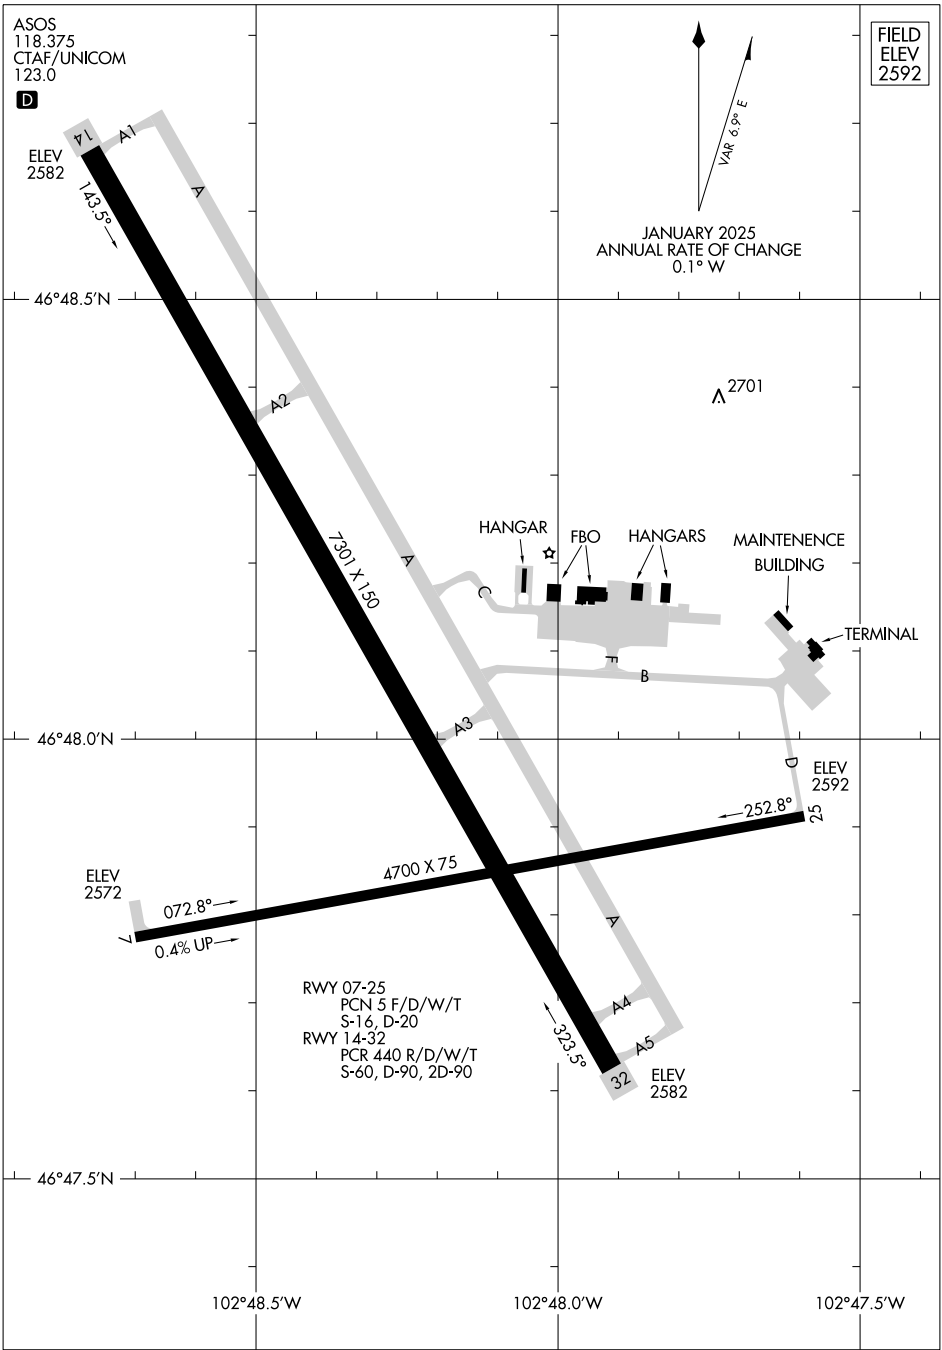 ASOS
118.375
CTAF/UNICOM
123.0
D
FIELD
ELEV
2592
VAR 6.9° E
JANUARY 2025
ANNUAL RATE OF CHANGE
0.1° W
14
A1
ELEV
2582
143.5°
A
46°48.5'N
A2
2701
7301 X 150
A
HANGAR
FBO
HANGARS
MAINTENENCE
BUILDING
C
TERMINAL
F
B
A3
46°48.0'N
D
ELEV
2592
252.8°
25
4700 X 75
ELEV
2572
072.8°
7
0.4% UP
A
RWY 07-25
PCN 5 F/D/W/T
S-16, D-20
RWY 14-32
PCR 440 R/D/W/T
S-60, D-90, 2D-90
A4
A5
323.5°
32
ELEV
2582
46°47.5'N
102°48.5'W
102°48.0'W
102°47.5'W